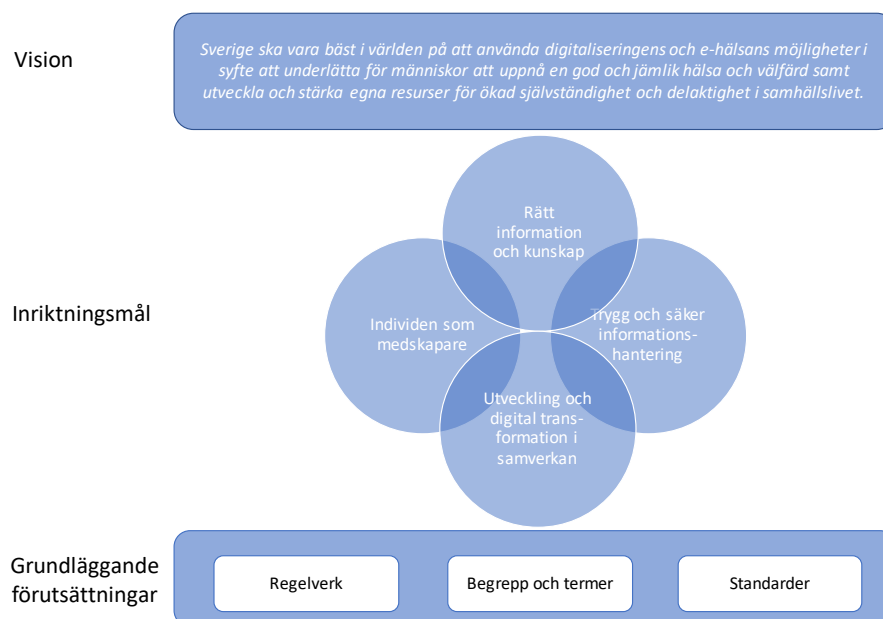 Vision
Sverige ska vara bäst i världen på att använda digitaliseringens och e-hälsans möjligheter i
syfte att underlätta för människor att uppnå en god och jämlik hälsa och välfärd samt
utveckla och stärka egna resurser för ökad självständighet och delaktighet i samhällslivet.
Inriktningsmål
Rätt
information
och kunskap
Individen som
medskapare
Trygg och säker
informations-
hantering
Utveckling och
digital trans-
formation i
samverkan
Grundläggande
förutsättningar
Regelverk
Begrepp och termer
Standarder